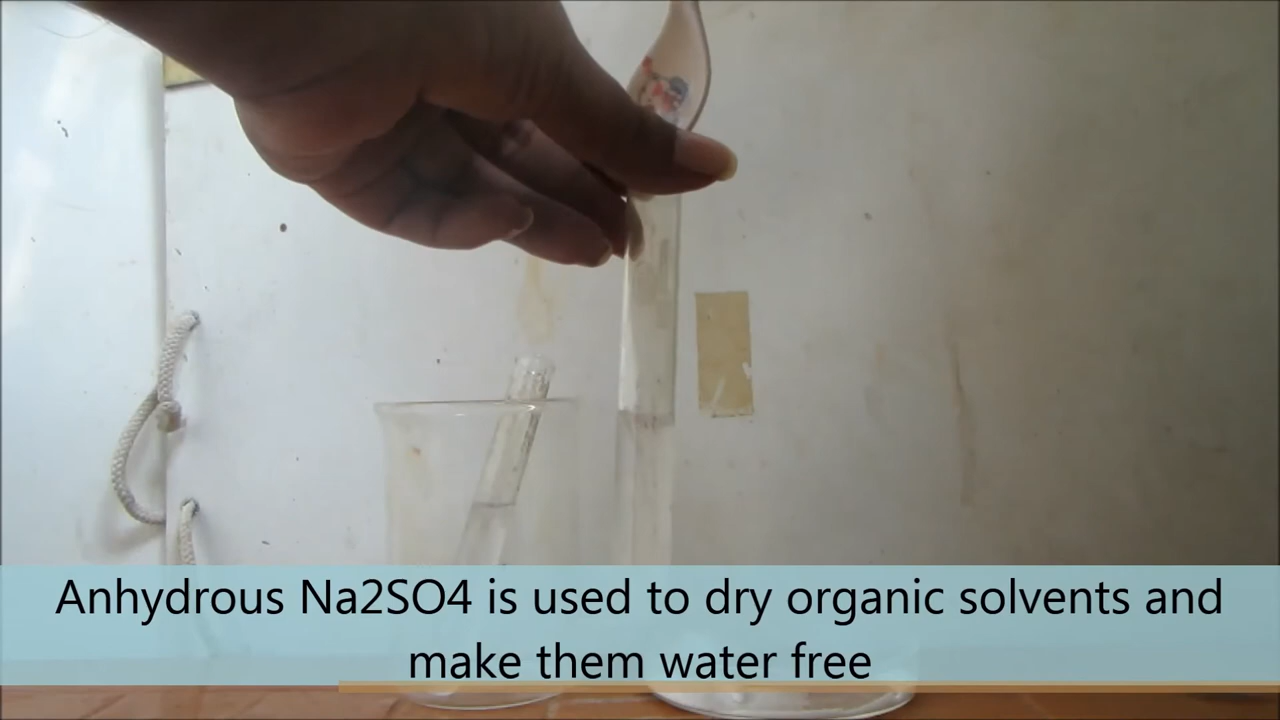 Anhydrous Na2SO4 is used to dry organic solvents and
make them water free